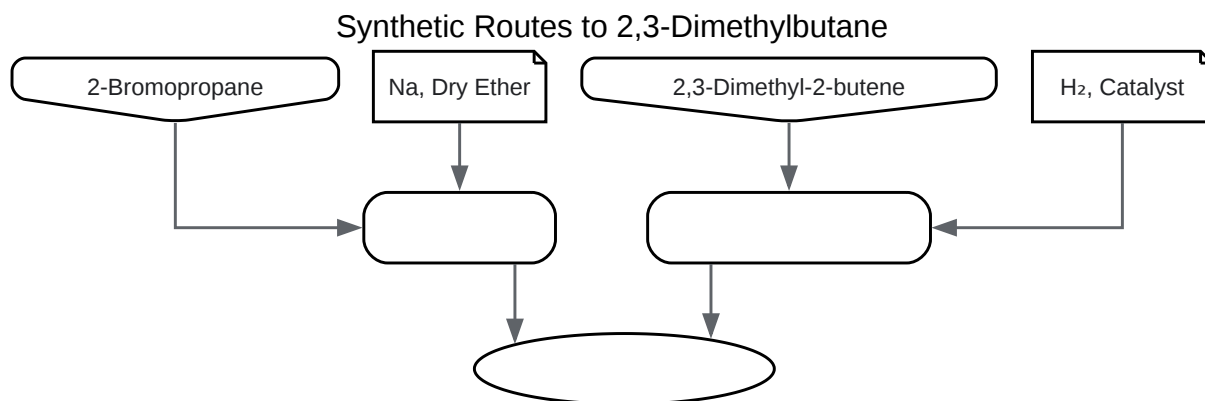 Synthetic Routes to 2,3-Dimethylbutane
2-Bromopropane
Na, Dry Ether
2,3-Dimethyl-2-butene
H₂, Catalyst